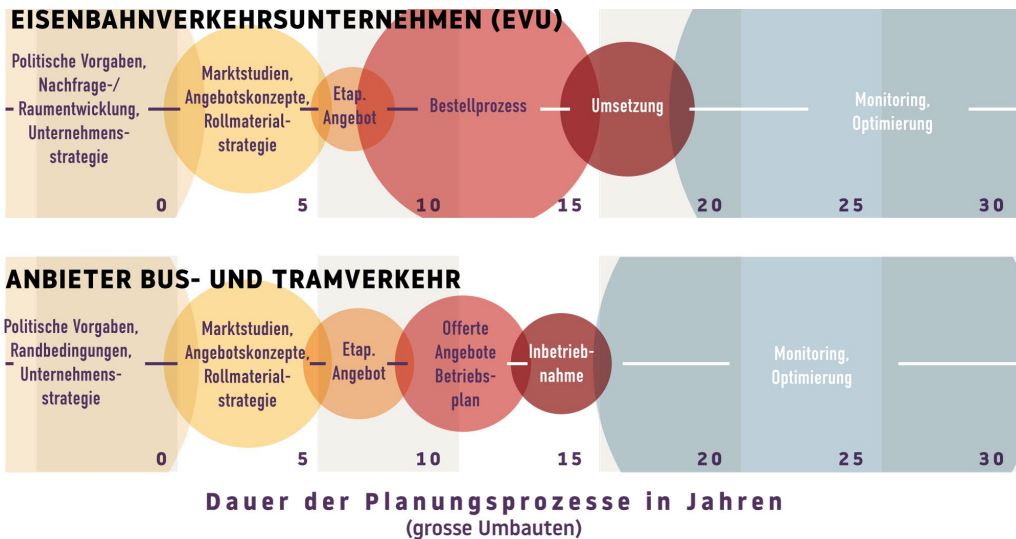 EISENBAHNVERKEHRSUNTERNEHMEN (EVU)
Politische Vorgaben,
Nachfrage-/
Raumentwicklung,
Unternehmens-
strategie
Marktstudien,
Angebotskonzepte,
Rollmaterial-
strategie
Etap.
Angebot
Bestellprozess
Umsetzung
Monitoring,
Optimierung
0 5 10 15 20 25 30
ANBIETER BUS- UND TRAMVERKEHR
Politische Vorgaben,
Randbedingungen,
Unternehmens-
strategie
Marktstudien,
Angebotskonzepte,
Rollmaterial-
strategie
Etap.
Angebot
Offerte
Angebote
Betriebs-
plan
Inbetrieb-
nahme
Monitoring,
Optimierung
0 5 10 15 20 25 30
Dauer der Planungsprozesse in Jahren
(grosse Umbauten)